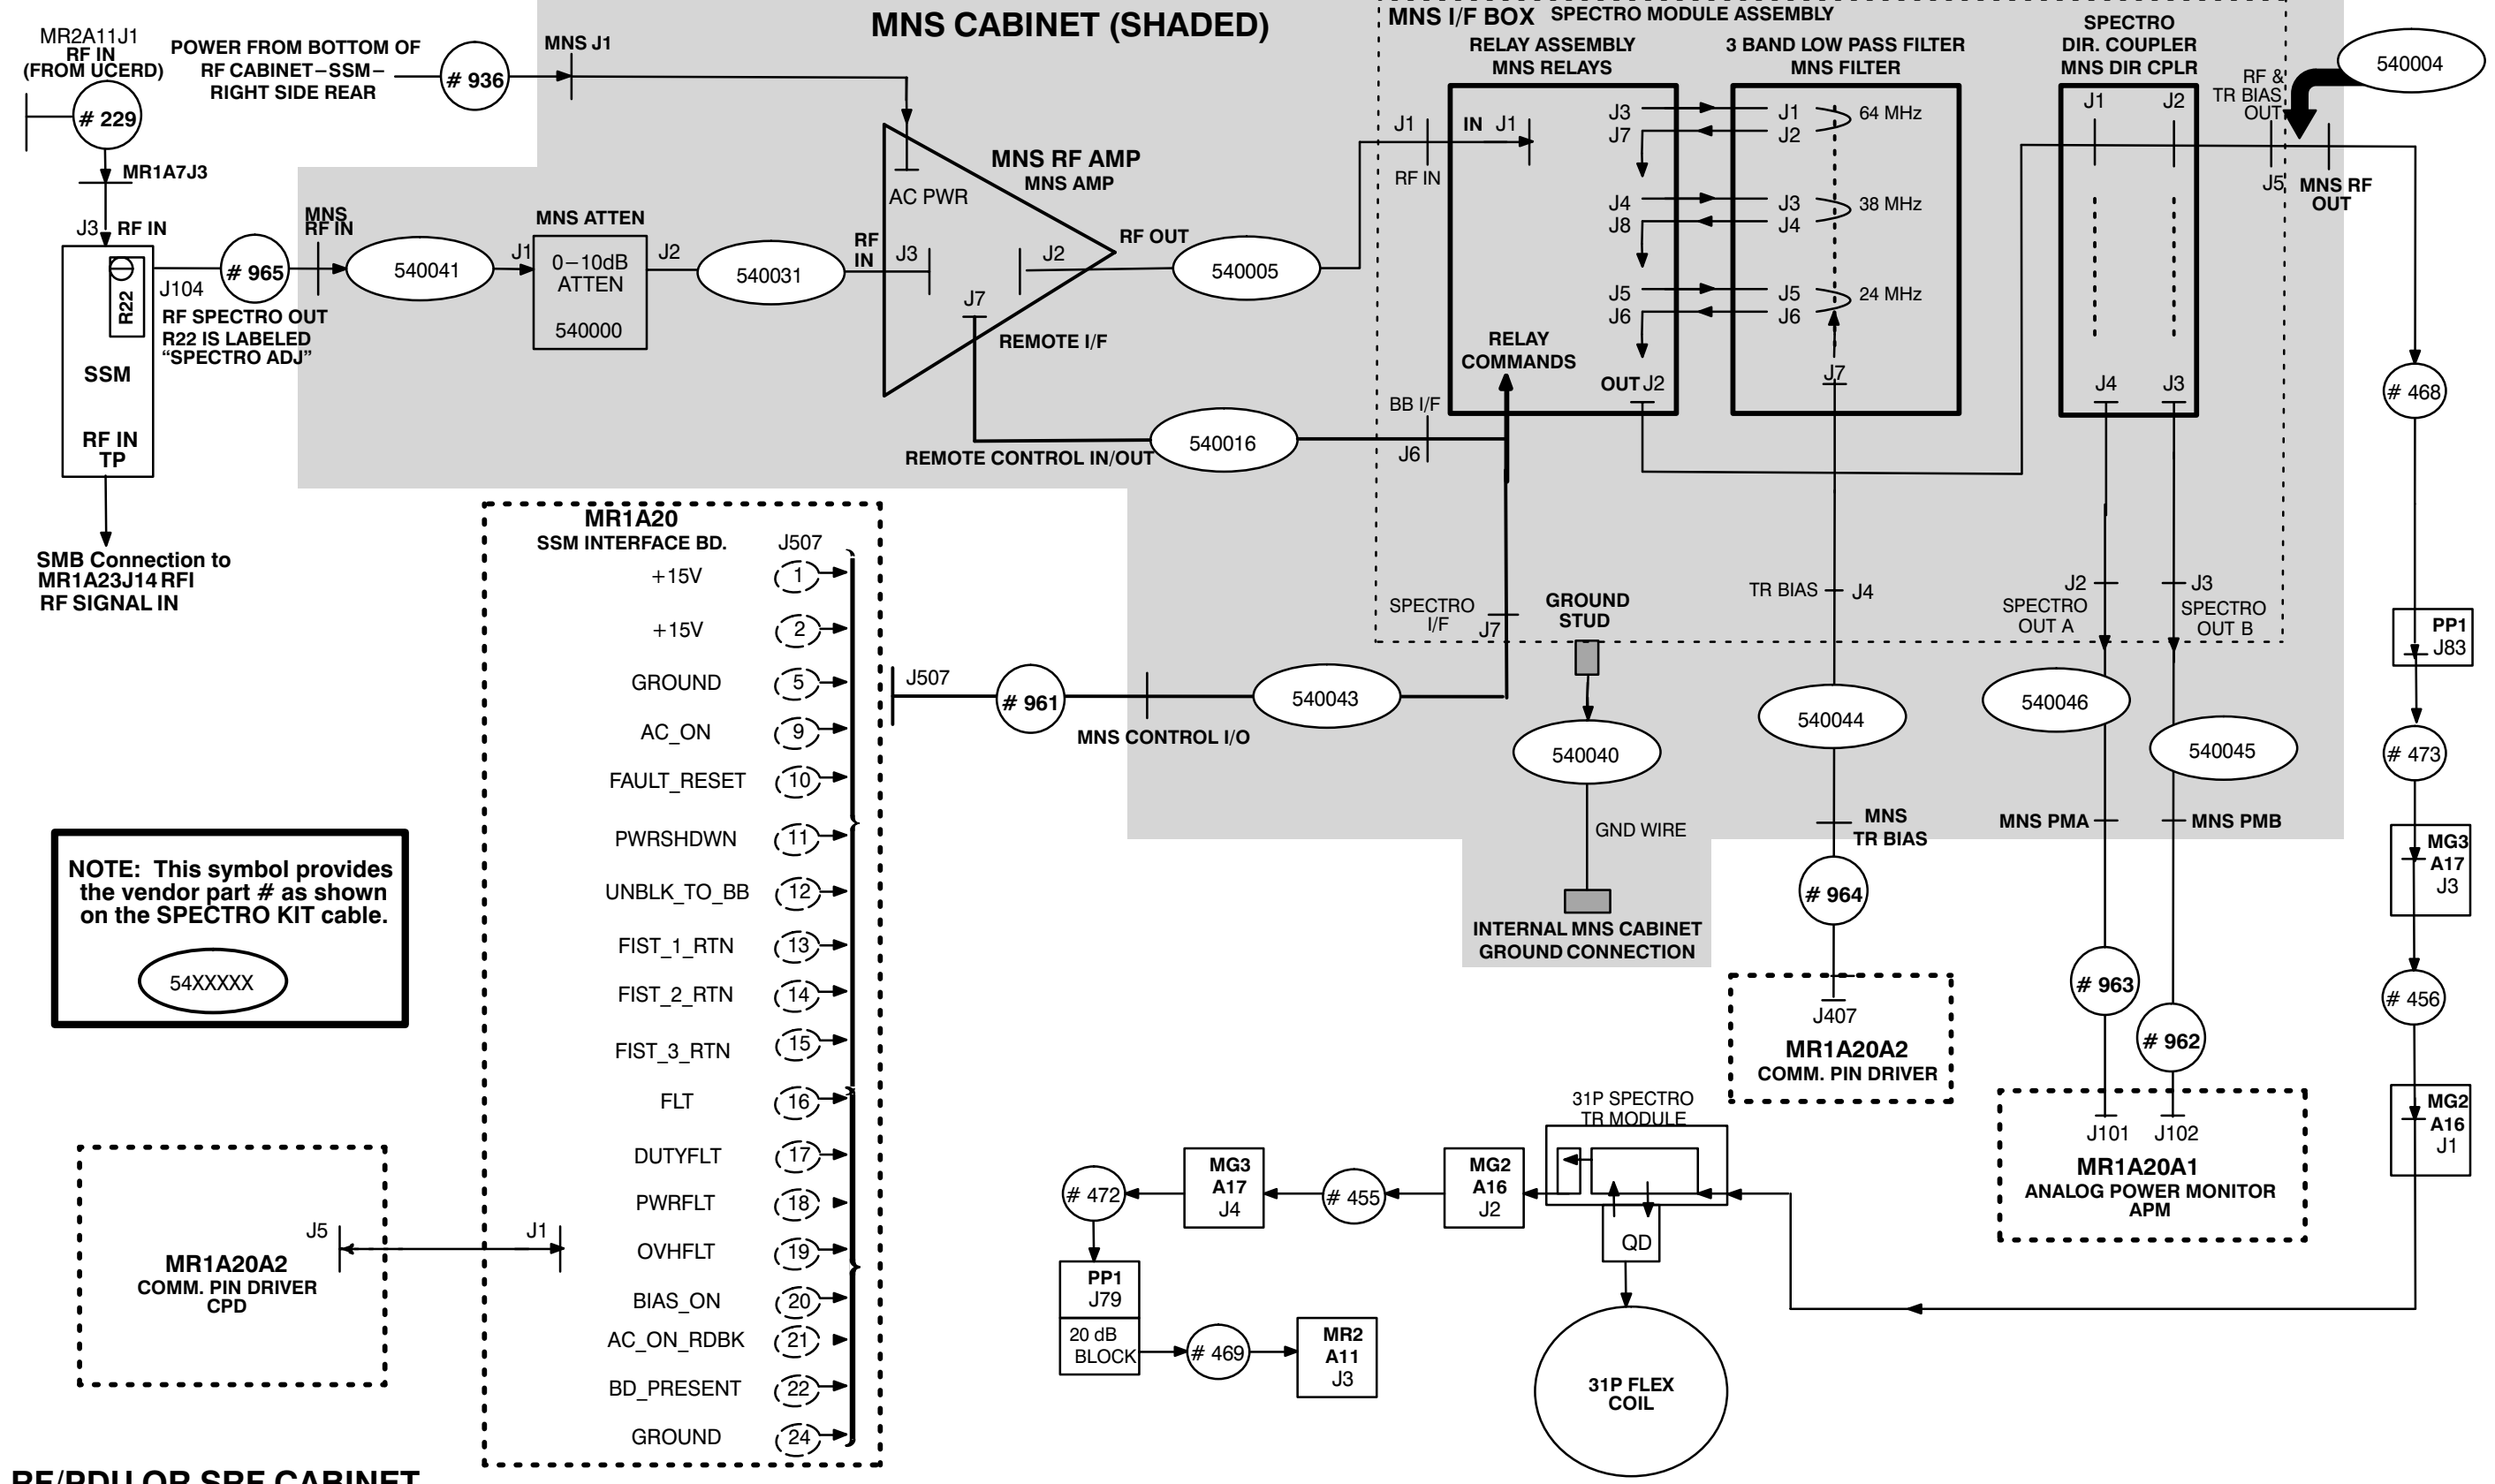 MNS CABINET (SHADED)
MR2A11J1
RF IN
(FROM UCERD)
# 229
POWER FROM BOTTOM OF
RF CABINET–SSM–
RIGHT SIDE REAR
# 936
MNS J1
MR1A7J3
J3 RF IN
R22
J104
SSM
RF IN
TP
RF SPECTRO OUT
R22 IS LABELED
“SPECTRO ADJ”
# 965
MNS
RF IN
540041
MNS ATTEN
J1
0–10dB
ATTEN
540000
J2
540031
RF
IN
J3
AC PWR
MNS RF AMP
MNS AMP
J2
RF OUT
J7
REMOTE I/F
540005
REMOTE CONTROL IN/OUT
540016
SMB Connection to
MR1A23J14 RFI
RF SIGNAL IN
MNS I/F BOX SPECTRO MODULE ASSEMBLY
RELAY ASSEMBLY
MNS RELAYS
J1
RF IN
IN J1
J3
J7
J4
J8
J5
J6
RELAY
COMMANDS
OUT J2
BB I/F
J6
3 BAND LOW PASS FILTER
MNS FILTER
J1
J2
64 MHz
J3
J4
38 MHz
J5
J6
24 MHz
J7
SPECTRO
DIR. COUPLER
MNS DIR CPLR
J1 J2
J4 J3
RF &
TR BIAS
OUT
J5
540004
MNS RF
OUT
# 468
PP1
J83
# 473
MG3
A17
J3
# 456
MG2
A16
J1
SPECTRO
I/F
J7
GROUND
STUD
TR BIAS J4
J2
SPECTRO
OUT A
J3
SPECTRO
OUT B
540043
540040
540044
540046
540045
GND WIRE
INTERNAL MNS CABINET
GROUND CONNECTION
MNS
TR BIAS
MNS PMA
MNS PMB
# 964
# 963
# 962
J407
MR1A20A2
COMM. PIN DRIVER
J101 J102
MR1A20A1
ANALOG POWER MONITOR
APM
MR1A20
SSM INTERFACE BD. J507
+15V 1
+15V 2
GROUND 5
AC_ON 9
FAULT_RESET 10
PWRSHDWN 11
UNBLK_TO_BB 12
FIST_1_RTN 13
FIST_2_RTN 14
FIST_3_RTN 15
FLT 16
DUTYFLT 17
PWRFLT 18
OVHFLT 19
BIAS_ON 20
AC_ON_RDBK 21
BD_PRESENT 22
GROUND 24
J507
# 961
MNS CONTROL I/O
NOTE: This symbol provides
the vendor part # as shown
on the SPECTRO KIT cable.
54XXXXX
J5
J1
MR1A20A2
COMM. PIN DRIVER
CPD
31P SPECTRO
TR MODULE
QD
31P FLEX
COIL
MG2
A16
J2
# 455
MG3
A17
J4
# 472
PP1
J79
20 dB
BLOCK
# 469
MR2
A11
J3
RF/PDU OR SRF CABINET